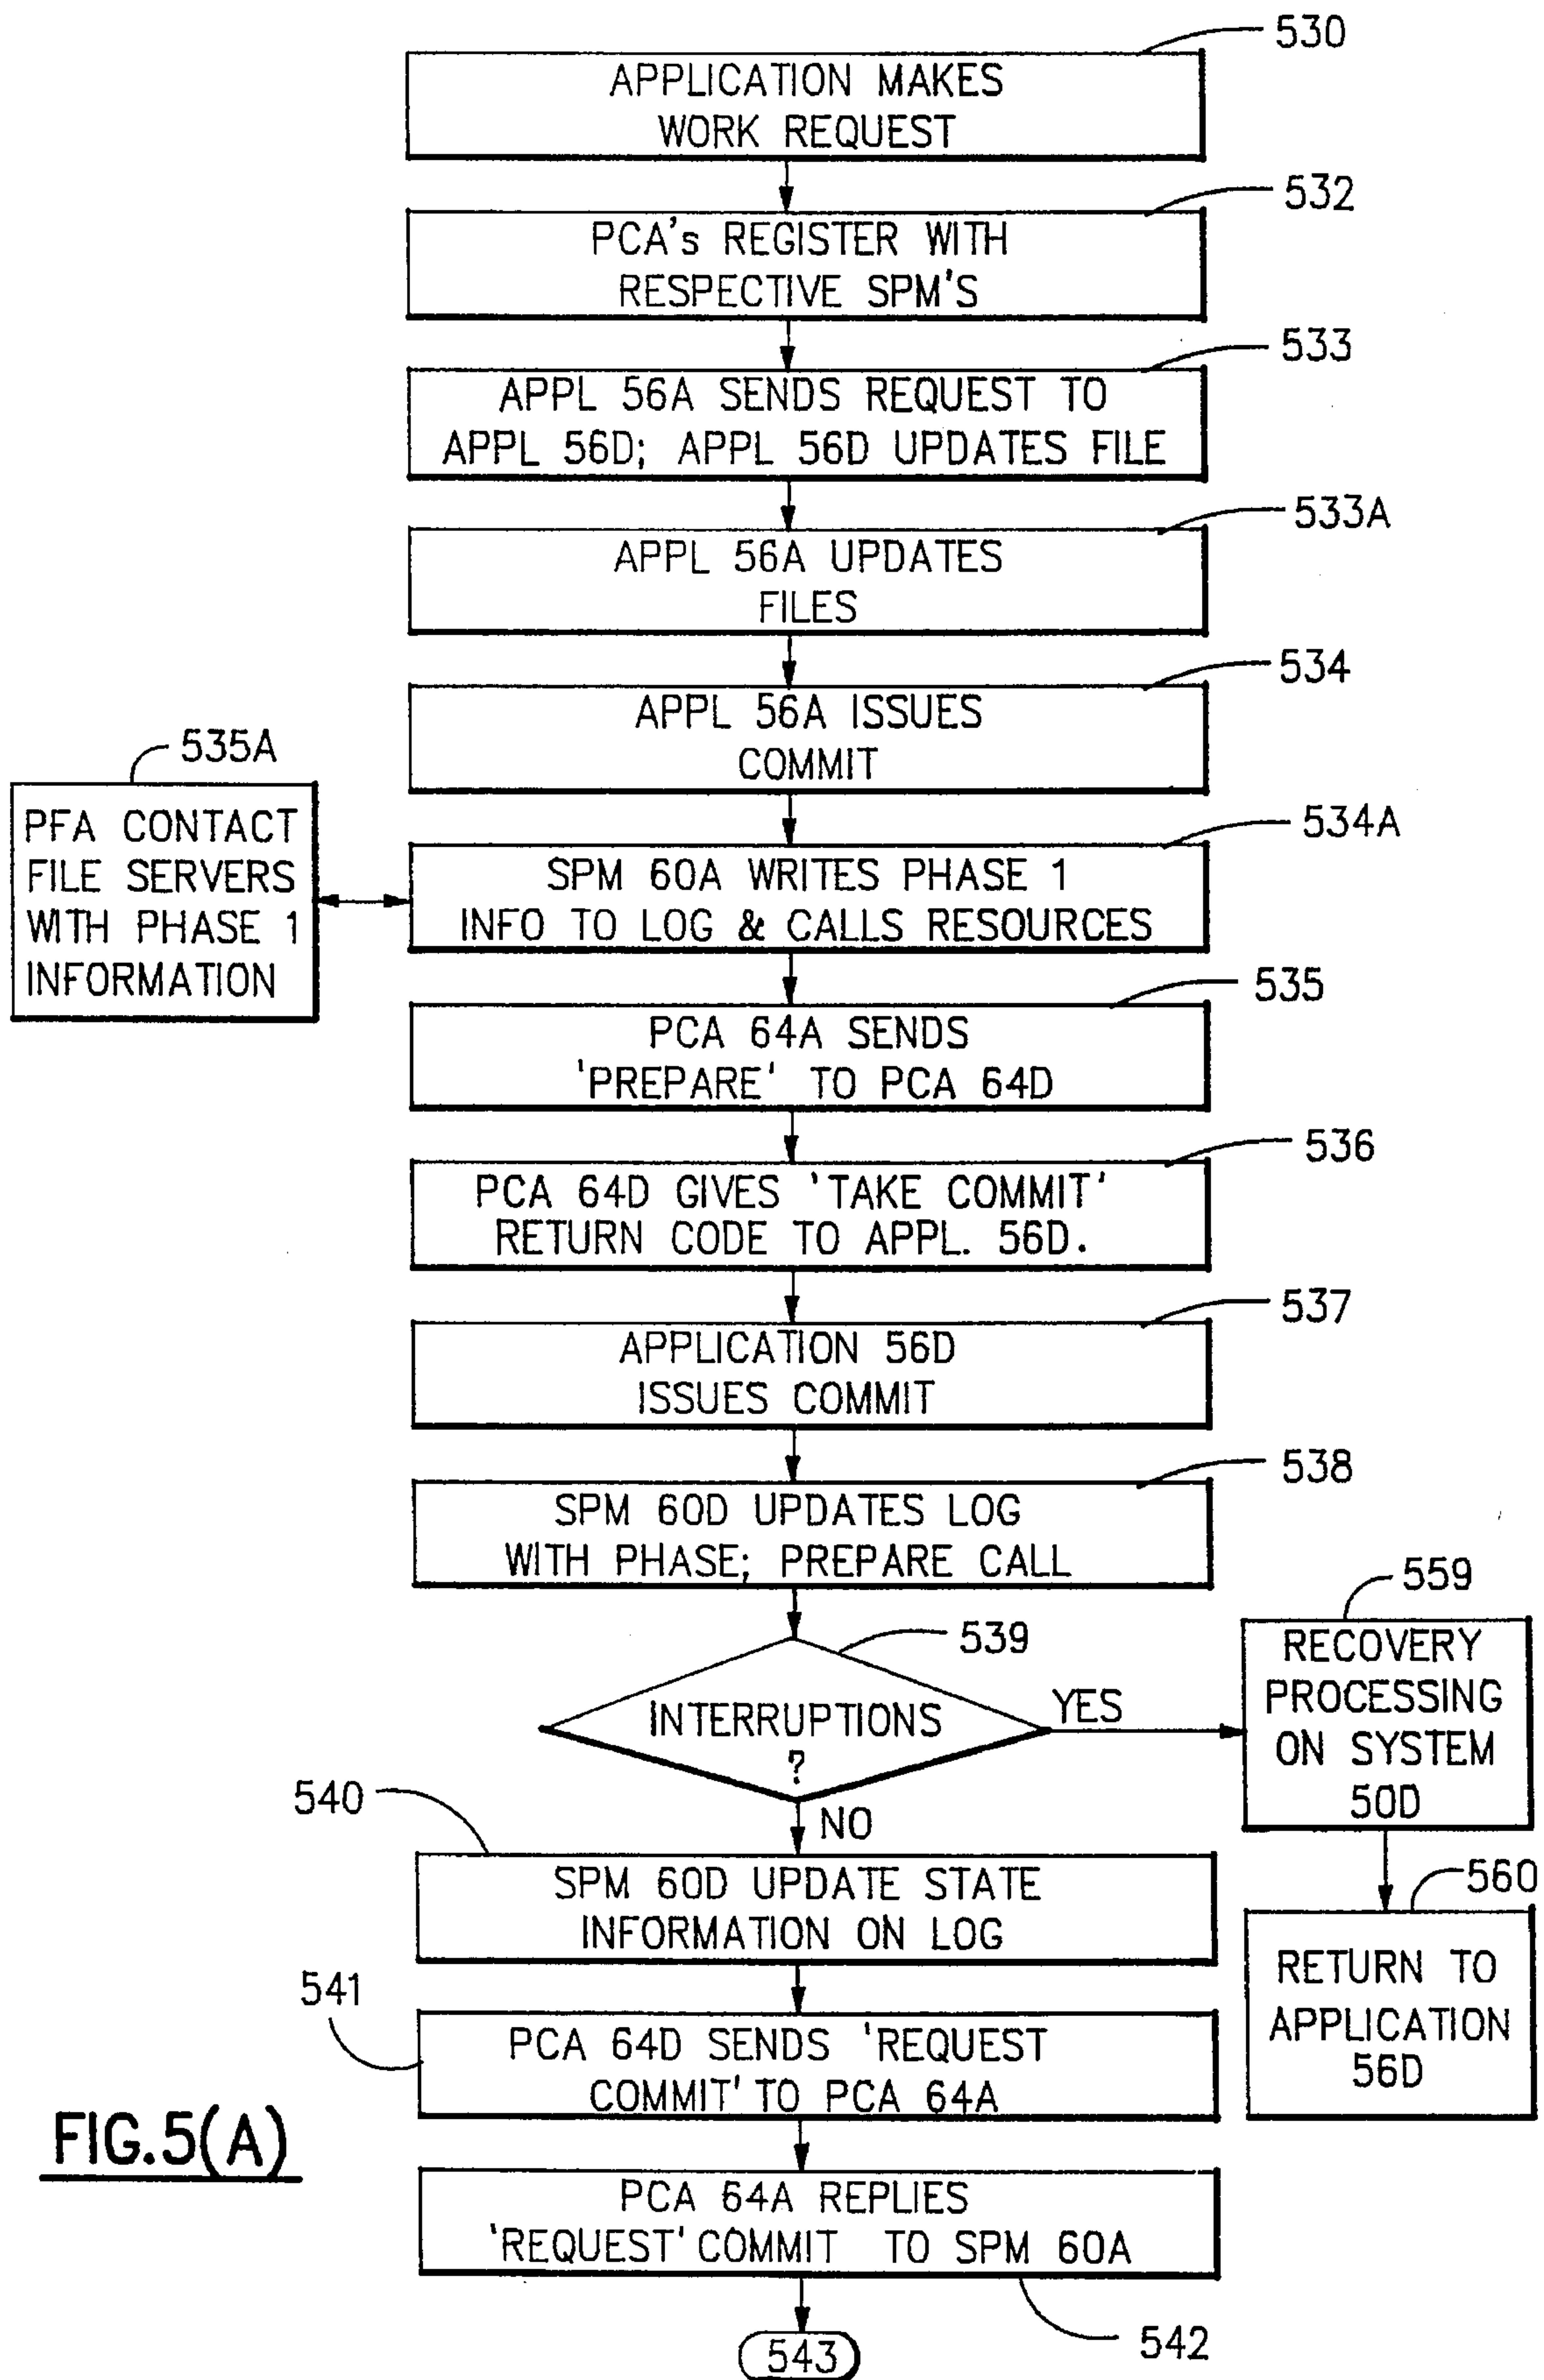 530
APPLICATION MAKES
WORK REQUEST
532
PCA's REGISTER WITH
RESPECTIVE SPM'S
533
APPL 56A SENDS REQUEST TO
APPL 56D; APPL 56D UPDATES FILE
533A
APPL 56A UPDATES
FILES
534
APPL 56A ISSUES
COMMIT
535A
PFA CONTACT
FILE SERVERS
WITH PHASE 1
INFORMATION
534A
SPM 60A WRITES PHASE 1
INFO TO LOG & CALLS RESOURCES
535
PCA 64A SENDS
'PREPARE' TO PCA 64D
536
PCA 64D GIVES 'TAKE COMMIT'
RETURN CODE TO APPL. 56D.
537
APPLICATION 56D
ISSUES COMMIT
538
SPM 60D UPDATES LOG
WITH PHASE; PREPARE CALL
539
INTERRUPTIONS
?
YES
NO
559
RECOVERY
PROCESSING
ON SYSTEM
50D
560
RETURN TO
APPLICATION
56D
540
SPM 60D UPDATE STATE
INFORMATION ON LOG
541
PCA 64D SENDS 'REQUEST
COMMIT' TO PCA 64A
PCA 64A REPLIES
'REQUEST' COMMIT TO SPM 60A
542
543
FIG.5(A)